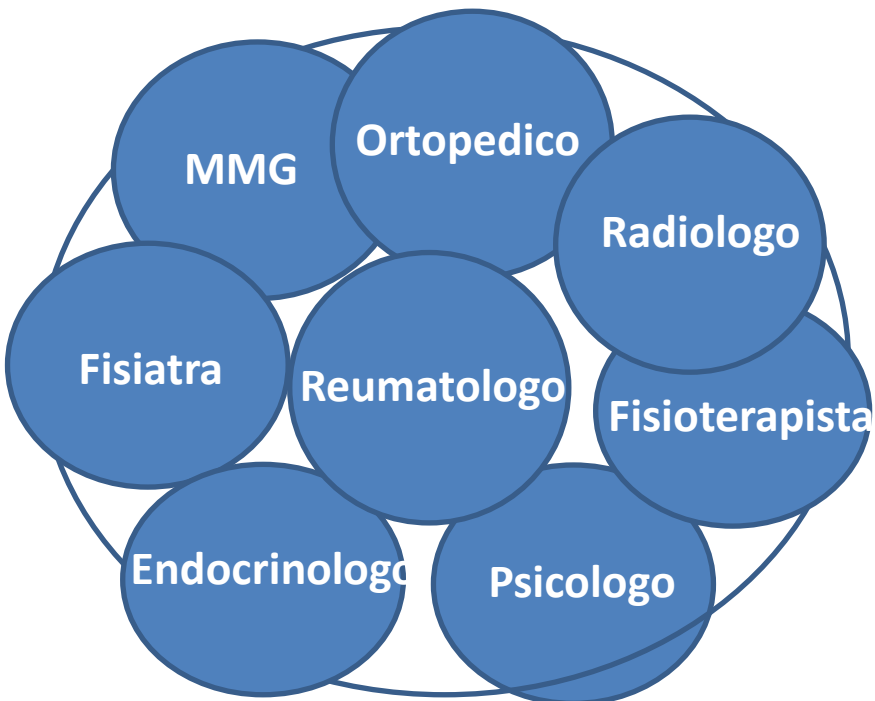 MMG
Ortopedico
Radiologo
Fisiatra
Reumatologo
Fisioterapista
Endocrinologo
Psicologo